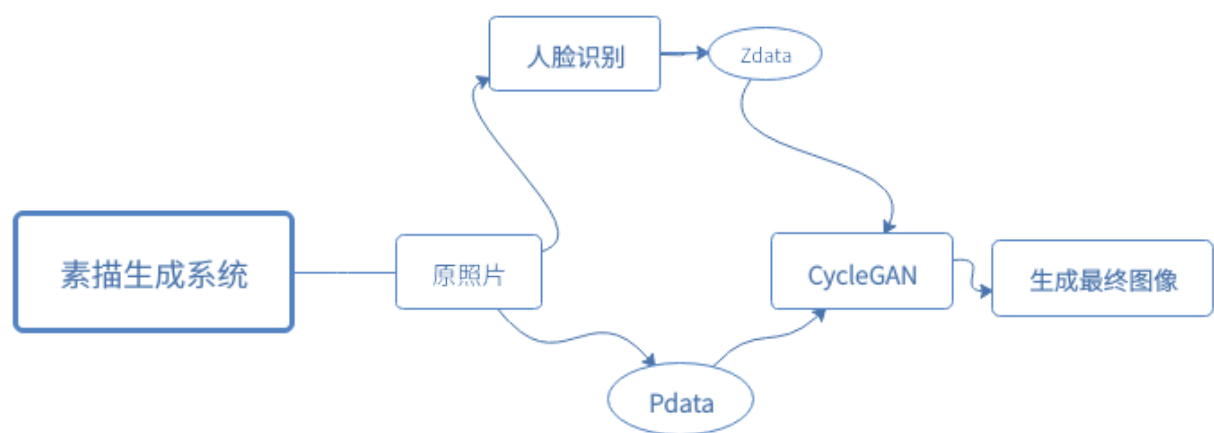 人脸识别
Zdata
素描生成系统
原照片
CycleGAN
生成最终图像
Pdata